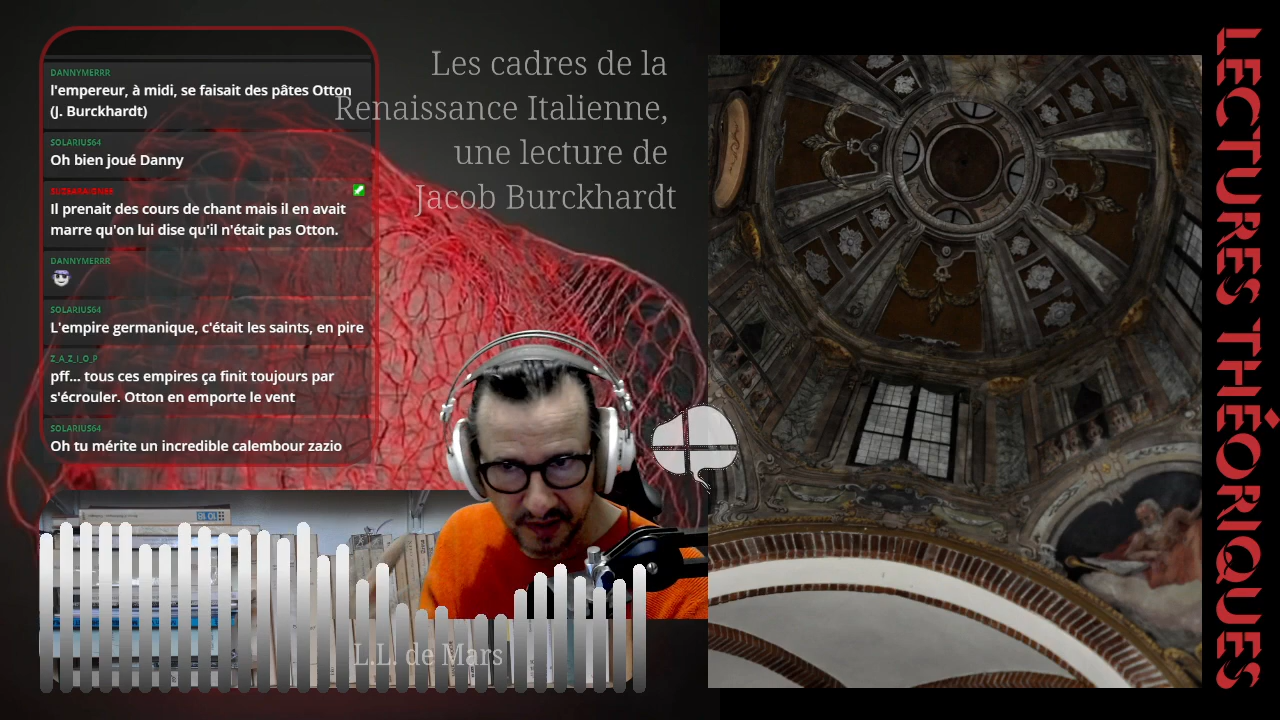 DANNYMERRR
l'empereur, à midi, se faisait des pâtes Otton
(J. Burckhardt)
SOLARIUS64
Oh bien joué Danny
SUZEARAIGNEE
Il prenait des cours de chant mais il en avait
marre qu'on lui dise qu'il n'était pas Otton.
DANNYMERRR
SOLARIUS64
L'empire germanique, c'était les saints, en pire
Z_A_Z_I_O_P
pff... tous ces empires ça finit toujours par
s'écrouler. Otton en emporte le vent
SOLARIUS64
Oh tu mérite un incredible calembour zazio
Les cadres de la
Renaissance Italienne,
une lecture de
Jacob Burckhardt
L.L. de Mars
LECTURES THÉORIQUES